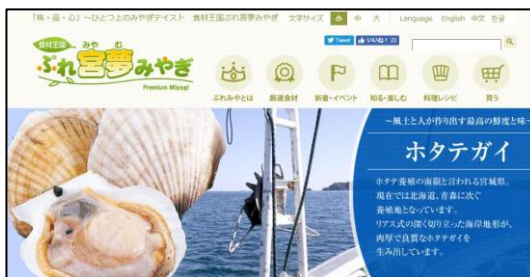 「味・品・心」～ひとつ上のみやぎテイスト 食材王国ぷれ宮夢みやぎ 文字サイズ 小 中 大 Language English 中文 한글
Tweet いいね! 22
食材王国 みや む
ぷれ宮夢みやぎ
Premium Miyagi
ぷれみやとは 厳選食材 新着・イベント 知る・楽しむ 料理レシピ 買う
～風土と人が作り出す最高の鮮度と味～
ホタテガイ
ホタテ養殖の南限と言われる宮城県。
現在では北海道、青森に次ぐ
養殖地となっています。
リアス式の深く切り立った海岸地形が、
肉厚で良質なホタテガイを
生み出しています。